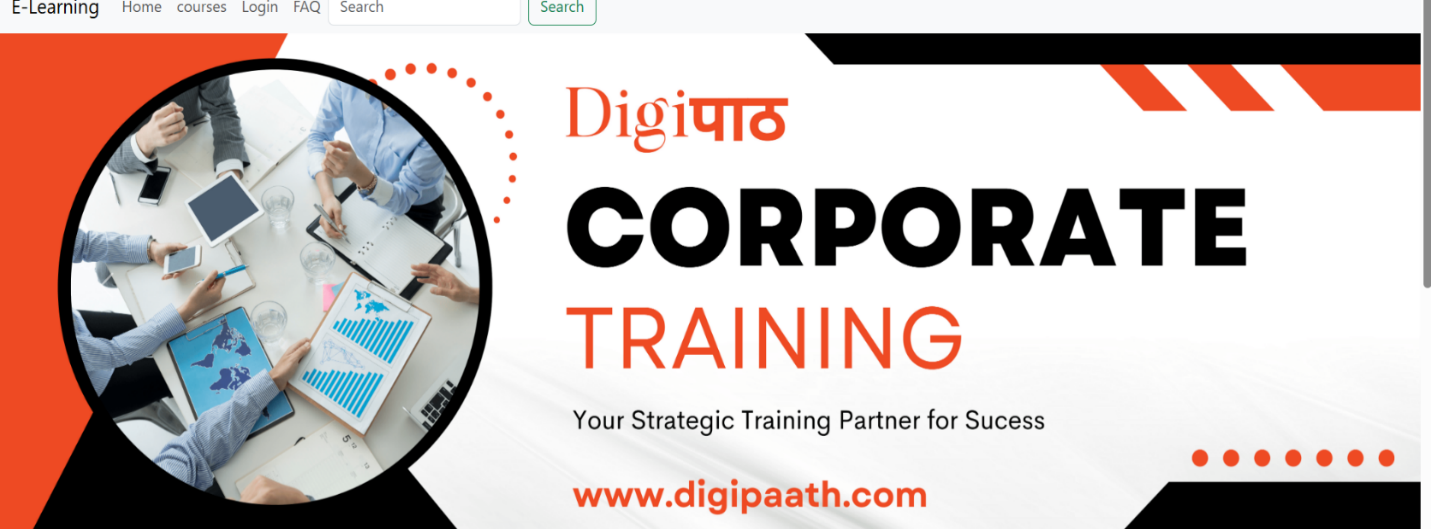 E-Learning Home courses Login FAQ Search Search
Digiपाठ
CORPORATE
TRAINING
Your Strategic Training Partner for Sucess
www.digipaath.com
5